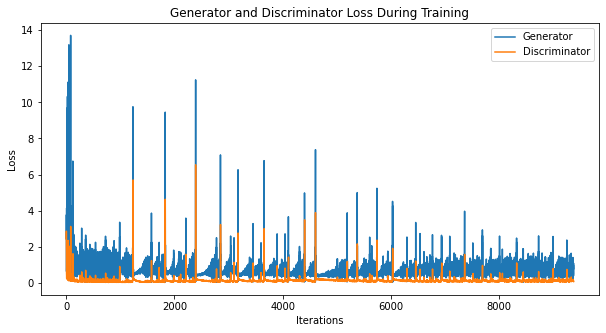 Generator and Discriminator Loss During Training
Generator
Discriminator
Loss
14
12
10
8
6
4
2
0
0
2000
4000
6000
8000
Iterations